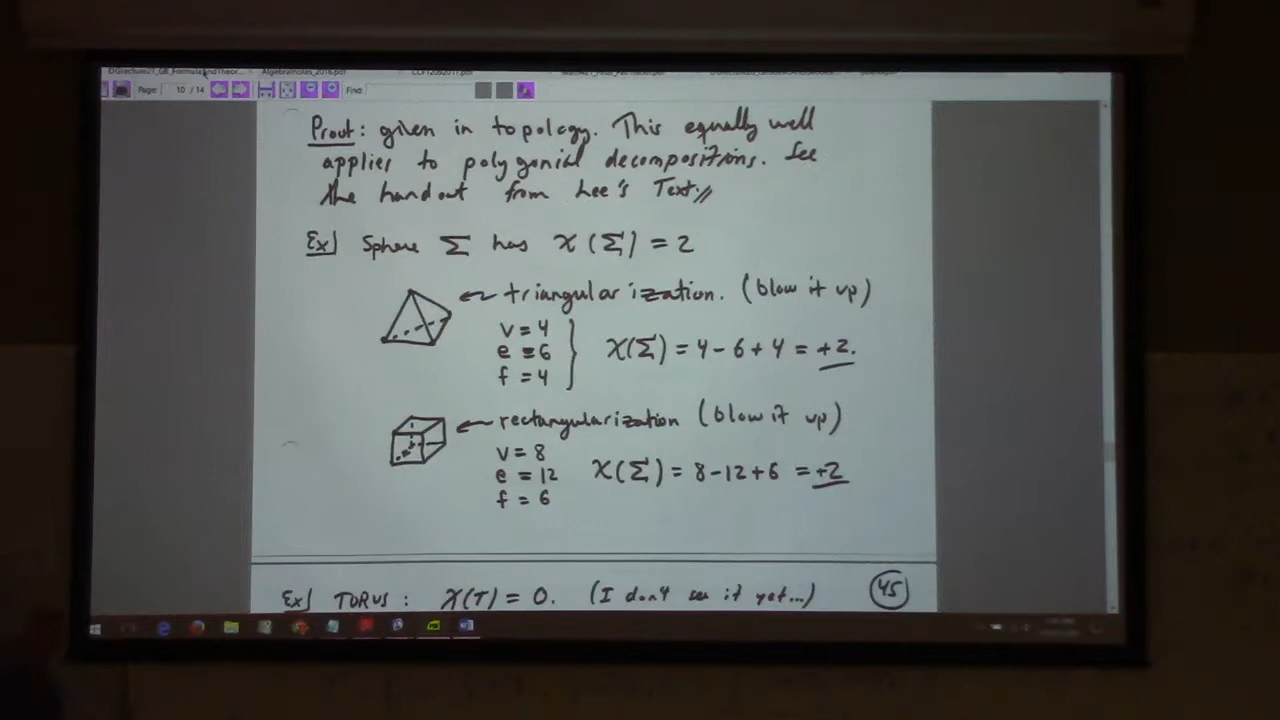 Page: 10 / 14
Find:
Proof: given in topology. This equally well
applies to polygonial decompositions. See
the handout from Lee's Text.//
Ex) Sphere Σ has χ(Σ) = 2
← triangularization. (blow it up)
v = 4
e = 6
f = 4
χ(Σ) = 4 - 6 + 4 = +2.
← rectangularization (blow it up)
v = 8
e = 12
f = 6
χ(Σ) = 8 - 12 + 6 = +2
Ex) TORUS: χ(T) = 0. (I don't see it yet...)
45